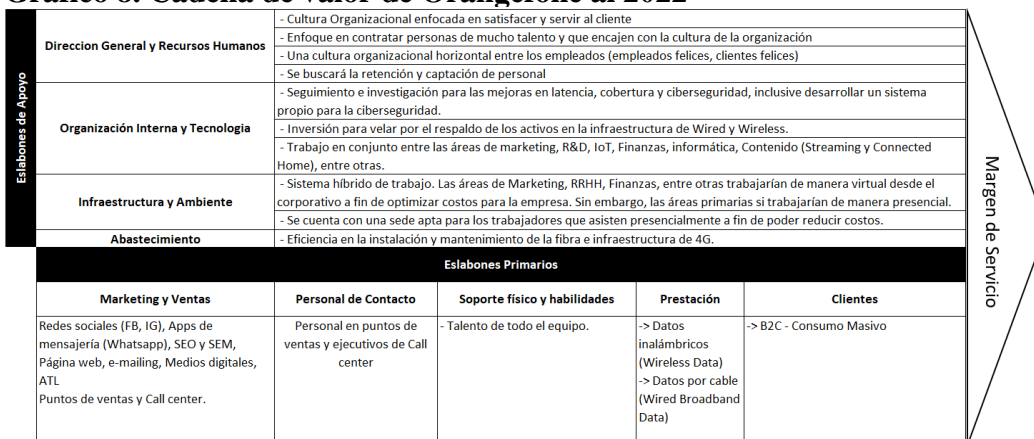 Gráfico 8. Cadena de valor de Orangefone al 2022
Direccion General y Recursos Humanos
- Cultura Organizacional enfocada en satisfacer y servir al cliente
- Enfoque en contratar personas de mucho talento y que encajen con la cultura de la organización
- Una cultura organizacional horizontal entre los empleados (empleados felices, clientes felices)
- Se buscará la retención y captación de personal
Eslabones de Apoyo
Organización Interna y Tecnologia
- Seguimiento e investigación para las mejoras en latencia, cobertura y ciberseguridad, inclusive desarrollar un sistema
propio para la ciberseguridad.
- Inversión para velar por el respaldo de los activos en la infraestructura de Wired y Wireless.
- Trabajo en conjunto entre las áreas de marketing, R&D, IoT, Finanzas, informática, Contenido (Streaming y Connected
Home), entre otras.
Infraestructura y Ambiente
- Sistema híbrido de trabajo. Las áreas de Marketing, RRHH, Finanzas, entre otras trabajarían de manera virtual desde el
corporativo a fin de optimizar costos para la empresa. Sin embargo, las áreas primarias si trabajarían de manera presencial.
- Se cuenta con una sede apta para los trabajadores que asisten presencialmente a fin de poder reducir costos.
Abastecimiento
- Eficiencia en la instalación y mantenimiento de la fibra e infraestructura de 4G.
Margen de Servicio
Eslabones Primarios
Marketing y Ventas
Redes sociales (FB, IG), Apps de
mensajería (Whatsapp), SEO y SEM,
Página web, e-mailing, Medios digitales,
ATL
Puntos de ventas y Call center.
Personal de Contacto
Personal en puntos de
ventas y ejecutivos de Call
center
Soporte físico y habilidades
- Talento de todo el equipo.
Prestación
-> Datos
inalámbricos
(Wireless Data)
-> Datos por cable
(Wired Broadband
Data)
Clientes
-> B2C - Consumo Masivo